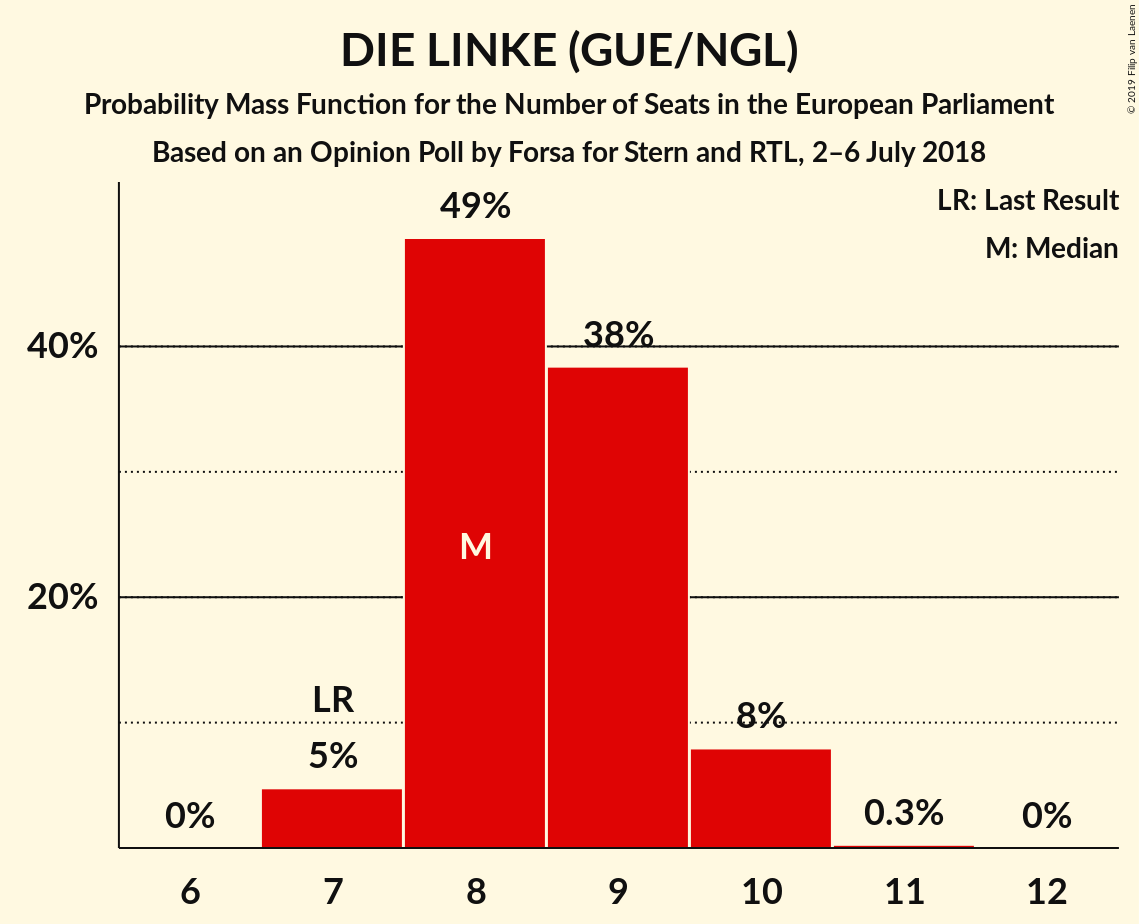 DIE LINKE (GUE/NGL)
Probability Mass Function for the Number of Seats in the European Parliament
Based on an Opinion Poll by Forsa for Stern and RTL, 2–6 July 2018
© 2019 Filip van Laenen
LR: Last Result
M: Median
49%
38%
40%
M
20%
LR
5%
8%
0%
0.3%
0%
6 7 8 9 10 11 12